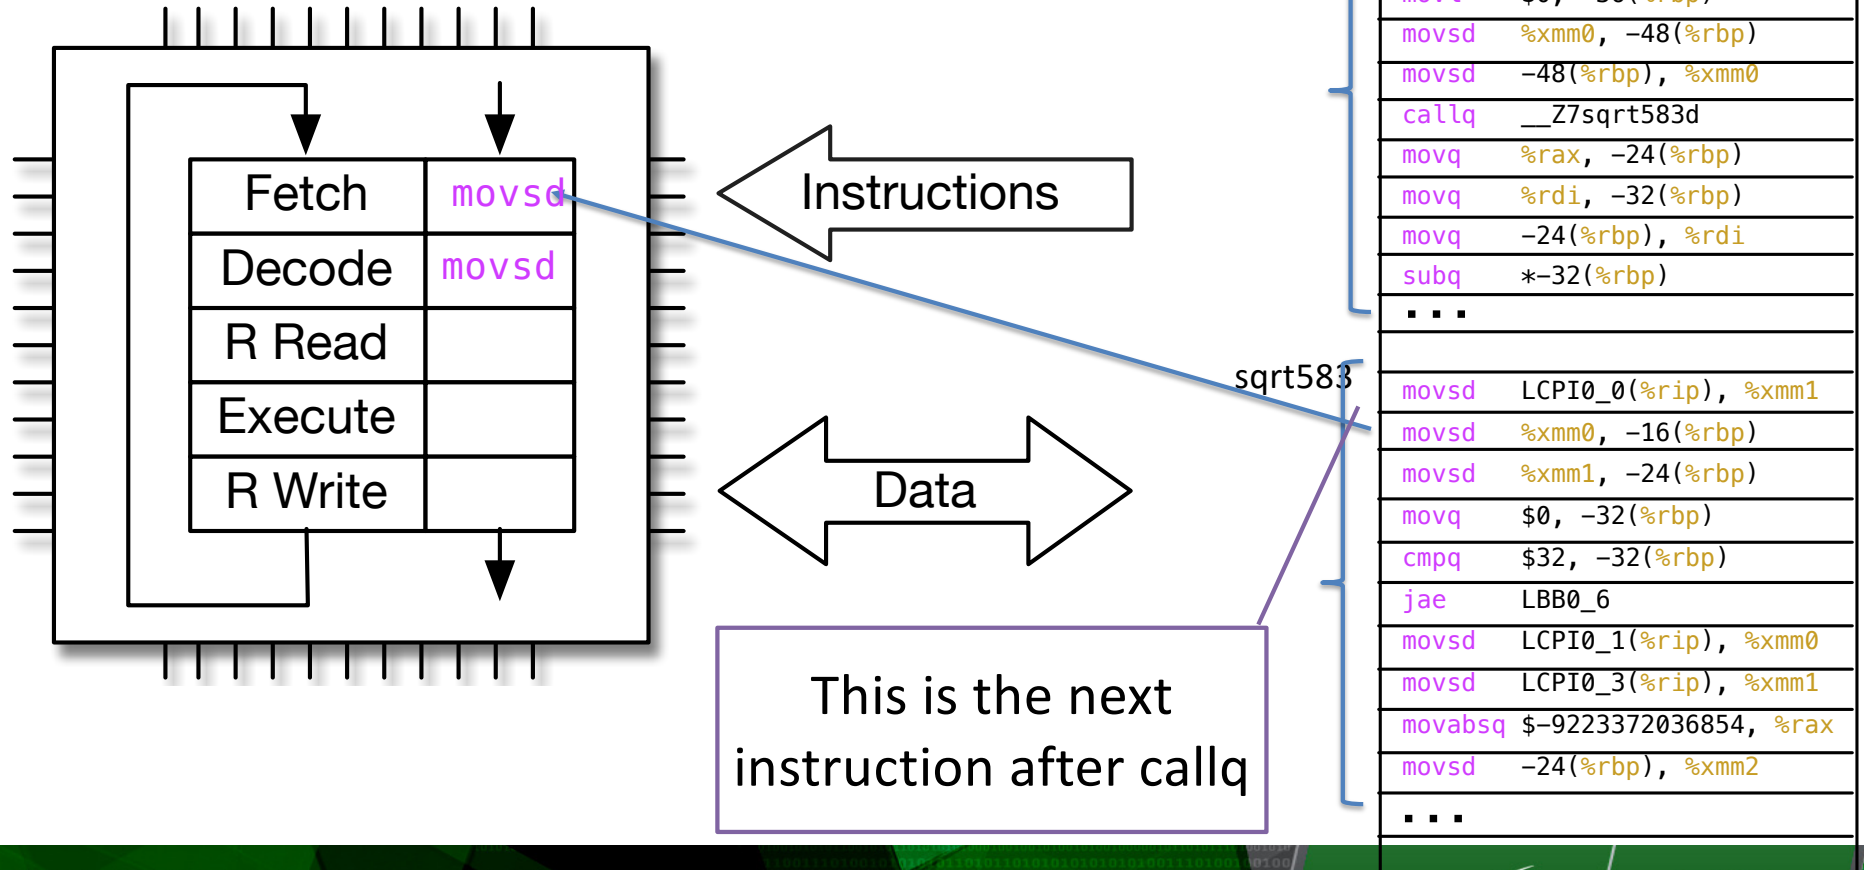 Fetch movsd
Decode movsd
R Read
Execute
R Write
Instructions
Data
This is the next
instruction after callq
sqrt583
movsd %xmm0, −48(%rbp)
movsd −48(%rbp), %xmm0
callq __Z7sqrt583d
movq %rax, −24(%rbp)
movq %rdi, −32(%rbp)
movq −24(%rbp), %rdi
subq *−32(%rbp)
...
movsd LCPI0_0(%rip), %xmm1
movsd %xmm0, −16(%rbp)
movsd %xmm1, −24(%rbp)
movq $0, −32(%rbp)
cmpq $32, −32(%rbp)
jae LBB0_6
movsd LCPI0_1(%rip), %xmm0
movsd LCPI0_3(%rip), %xmm1
movabsq $−9223372036854, %rax
movsd −24(%rbp), %xmm2
...